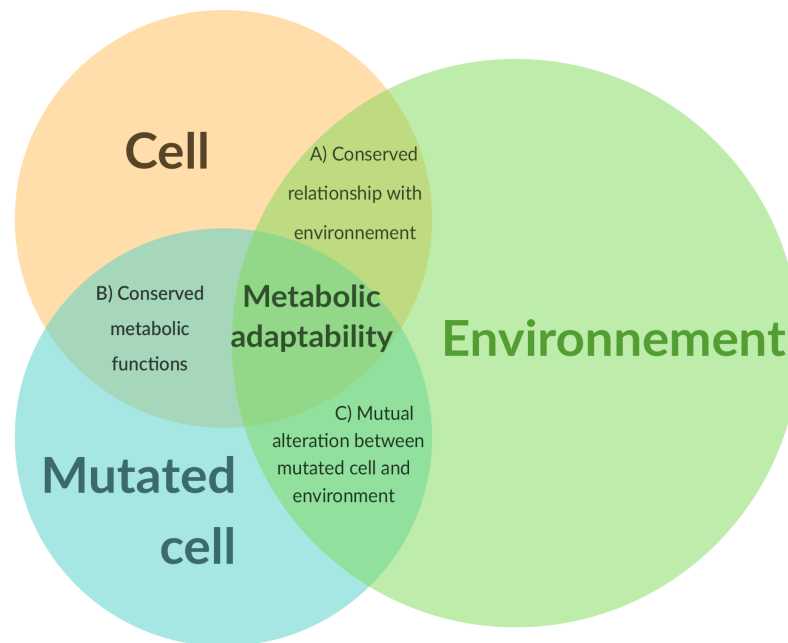 Cell
A) Conserved
relationship with
environnement
B) Conserved
metabolic
functions
Metabolic
adaptability
Environnement
C) Mutual
alteration between
mutated cell and
environment
Mutated
cell